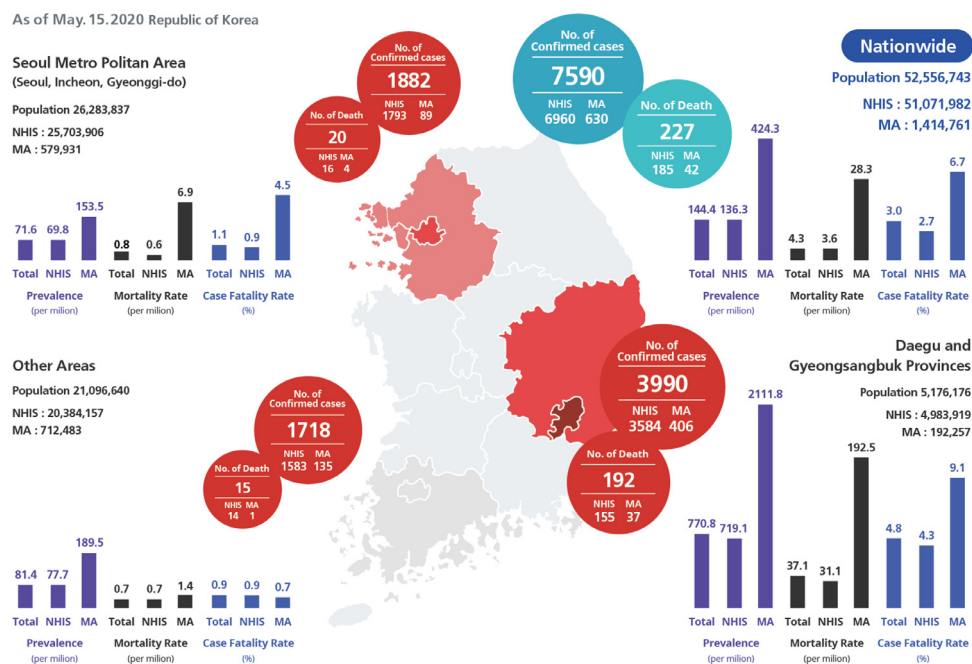 As of May. 15. 2020 Republic of Korea
Seoul Metro Politan Area
(Seoul, Incheon, Gyeonggi-do)
Population 26,283,837
NHIS : 25,703,906
MA : 579,931
No. of
Confirmed cases
1882
NHIS MA
1793 89
No. of Death
20
NHIS MA
16 4
71.6 69.8 153.5
Total NHIS MA
Prevalence
(per milion)
0.8 0.6 6.9
Total NHIS MA
Mortality Rate
(per milion)
1.1 0.9 4.5
Total NHIS MA
Case Fatality Rate
(%)
No. of
Confirmed cases
7590
NHIS MA
6960 630
No. of Death
227
NHIS MA
185 42
Nationwide
Population 52,556,743
NHIS : 51,071,982
MA : 1,414,761
144.4 136.3 424.3
Total NHIS MA
Prevalence
(per milion)
4.3 3.6 28.3
Total NHIS MA
Mortality Rate
(per milion)
3.0 2.7 6.7
Total NHIS MA
Case Fatality Rate
(%)
Other Areas
Population 21,096,640
NHIS : 20,384,157
MA : 712,483
No. of
Confirmed cases
1718
NHIS MA
1583 135
No. of Death
15
NHIS MA
14 1
81.4 77.7 189.5
Total NHIS MA
Prevalence
(per milion)
0.7 0.7 1.4
Total NHIS MA
Mortality Rate
(per milion)
0.9 0.9 0.7
Total NHIS MA
Case Fatality Rate
(%)
No. of
Confirmed cases
3990
NHIS MA
3584 406
No. of Death
192
NHIS MA
155 37
Daegu and
Gyeongsangbuk Provinces
Population 5,176,176
NHIS : 4,983,919
MA : 192,257
770.8 719.1 2111.8
Total NHIS MA
Prevalence
(per milion)
37.1 31.1 192.5
Total NHIS MA
Mortality Rate
(per milion)
4.8 4.3 9.1
Total NHIS MA
Case Fatality Rate
(%)